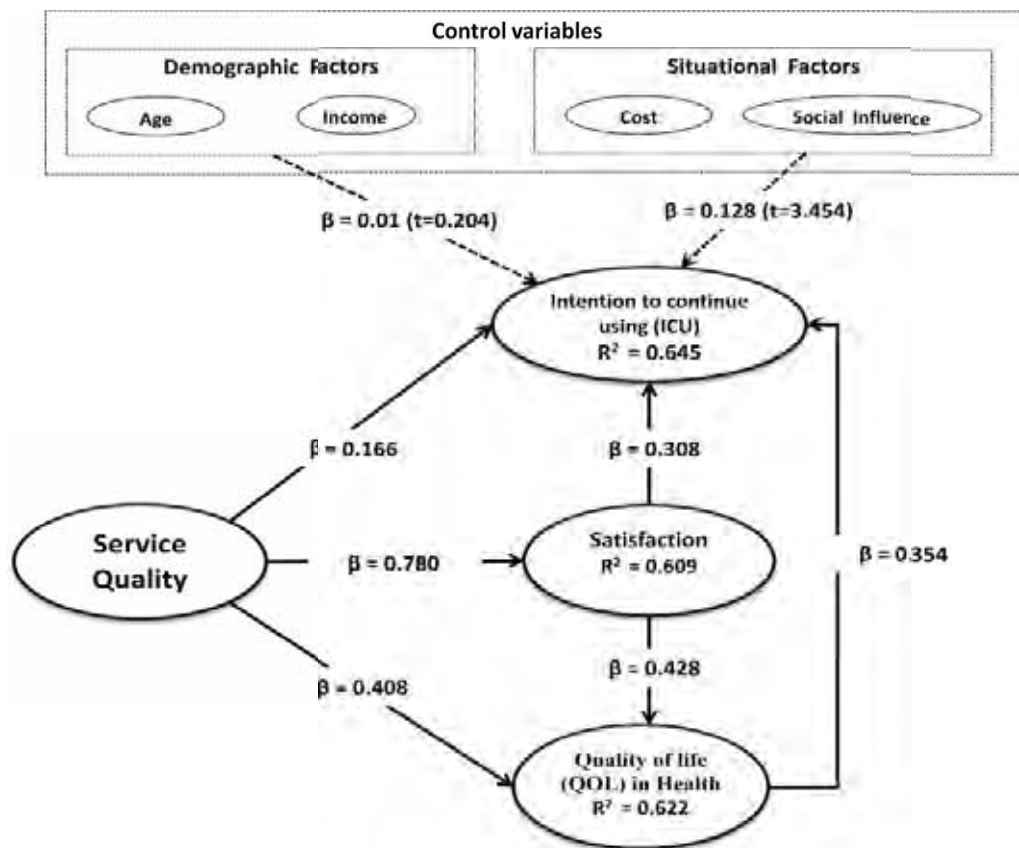 Control variables
Demographic Factors
Situational Factors
Age
Income
Cost
Social Influence
β = 0.01 (t=0.204)
β = 0.128 (t=3.454)
Intention to continue
using (ICU)
R² = 0.645
β = 0.166
β = 0.308
Service
Quality
β = 0.780
Satisfaction
R² = 0.609
β = 0.354
β = 0.428
β = 0.408
Quality of life
(QOL) in Health
R² = 0.622